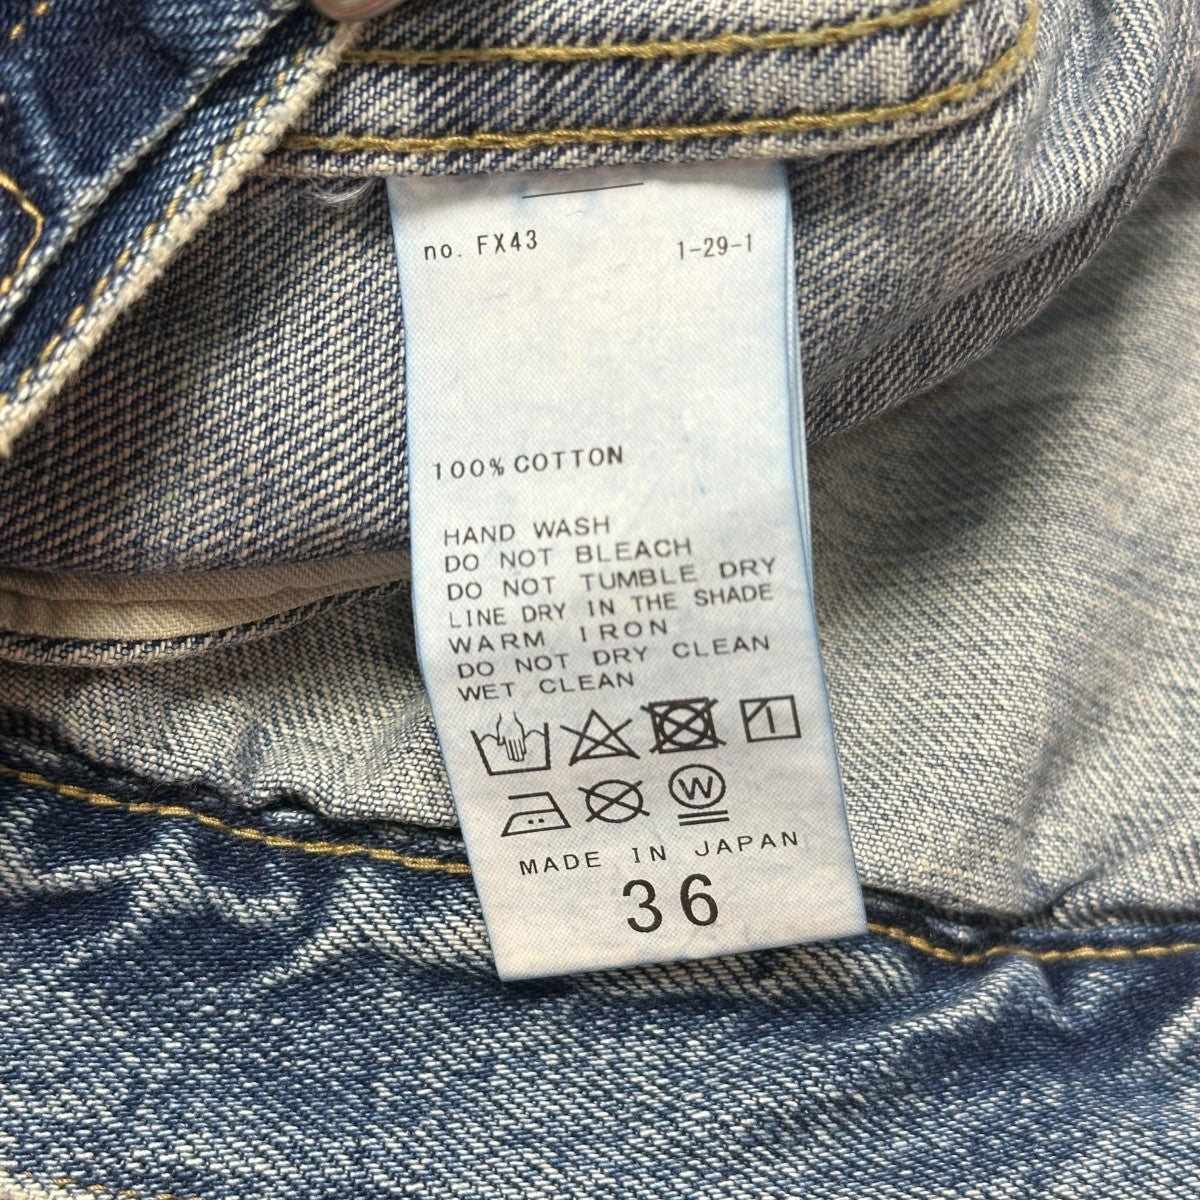 no. FX43 1-29-1
100% COTTON
HAND WASH
DO NOT BLEACH
DO NOT TUMBLE DRY
LINE DRY IN THE SHADE
WARM IRON
DO NOT DRY CLEAN
WET CLEAN
W
MADE IN JAPAN
36